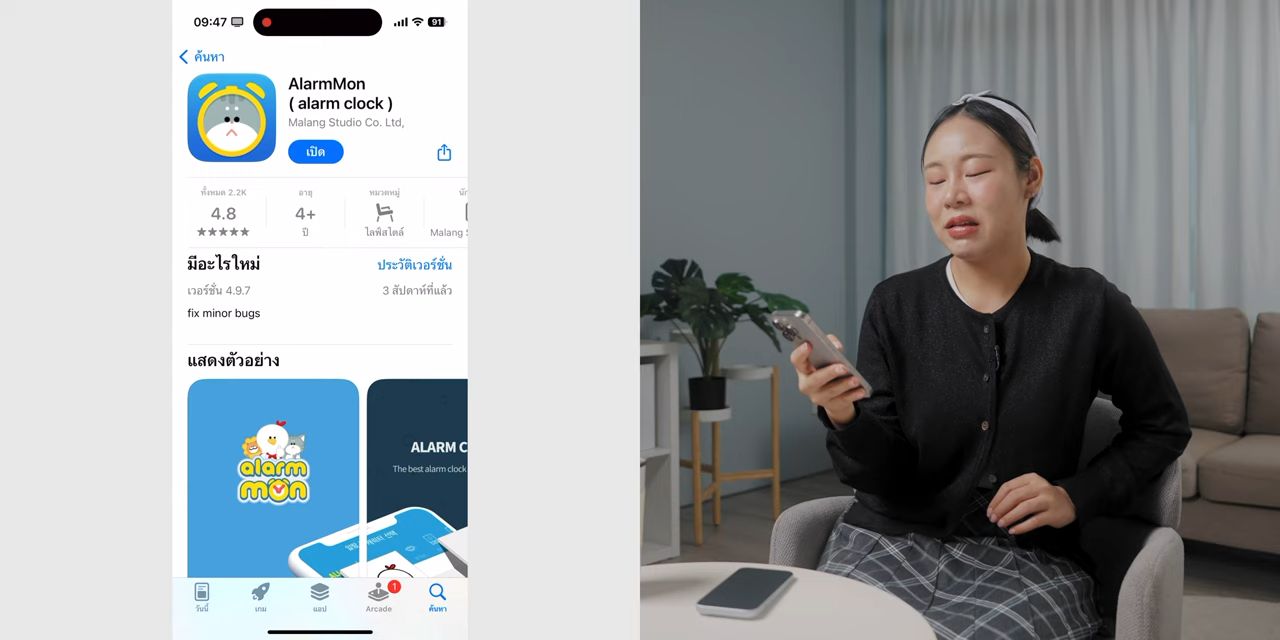 09:47
91
ค้นหา
AlarmMon
( alarm clock )
Malang Studio Co. Ltd,
เปิด
ทั้งหมด 2.2K
4.8
★★★★★
อายุ
4+
ปี
หมวดหมู่
ไลฟ์สไตล์
Malang
มีอะไรใหม่
ประวัติเวอร์ชั่น
เวอร์ชั่น 4.9.7
3 สัปดาห์ที่แล้ว
fix minor bugs
แสดงตัวอย่าง
alarm
mon
ALARM C
The best alarm clock
วันนี้
เกม
แอป
1
Arcade
ค้นหา